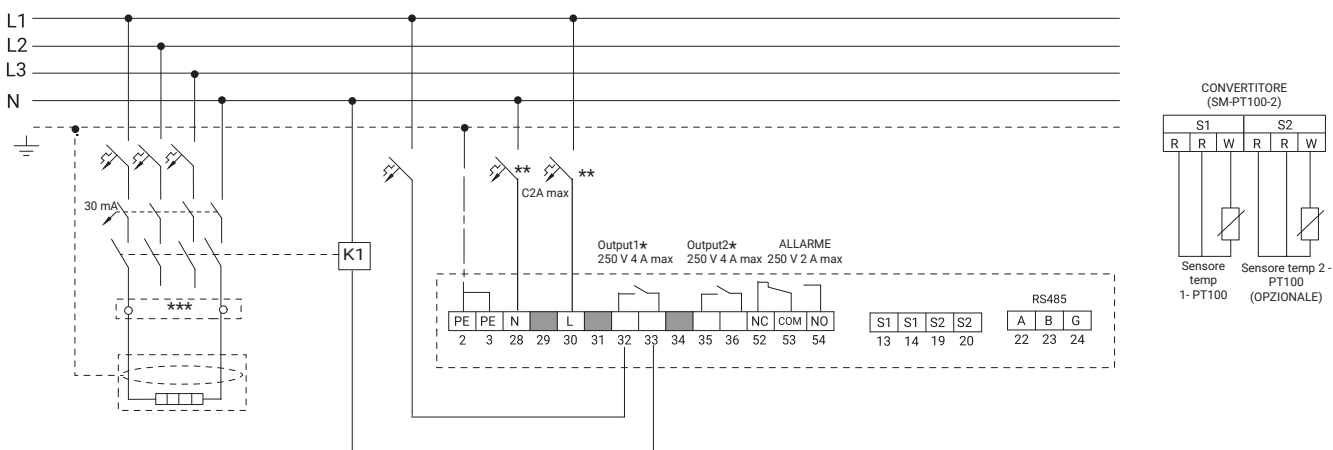 L1
L2
L3
N
30 mA
***
K1
**
**
C2A max
Output1*
250 V 4 A max
Output2*
250 V 4 A max
ALLARME
250 V 2 A max
PE PE N L NC COM NO
2 3 28 29 30 31 32 33 34 35 36 52 53 54
S1 S1 S2 S2
13 14 19 20
RS485
A B G
22 23 24
CONVERTITORE
(SM-PT100-2)
S1 S2
R R W R R W
Sensore
temp
1- PT100
Sensore temp 2 -
PT100
(OPZIONALE)